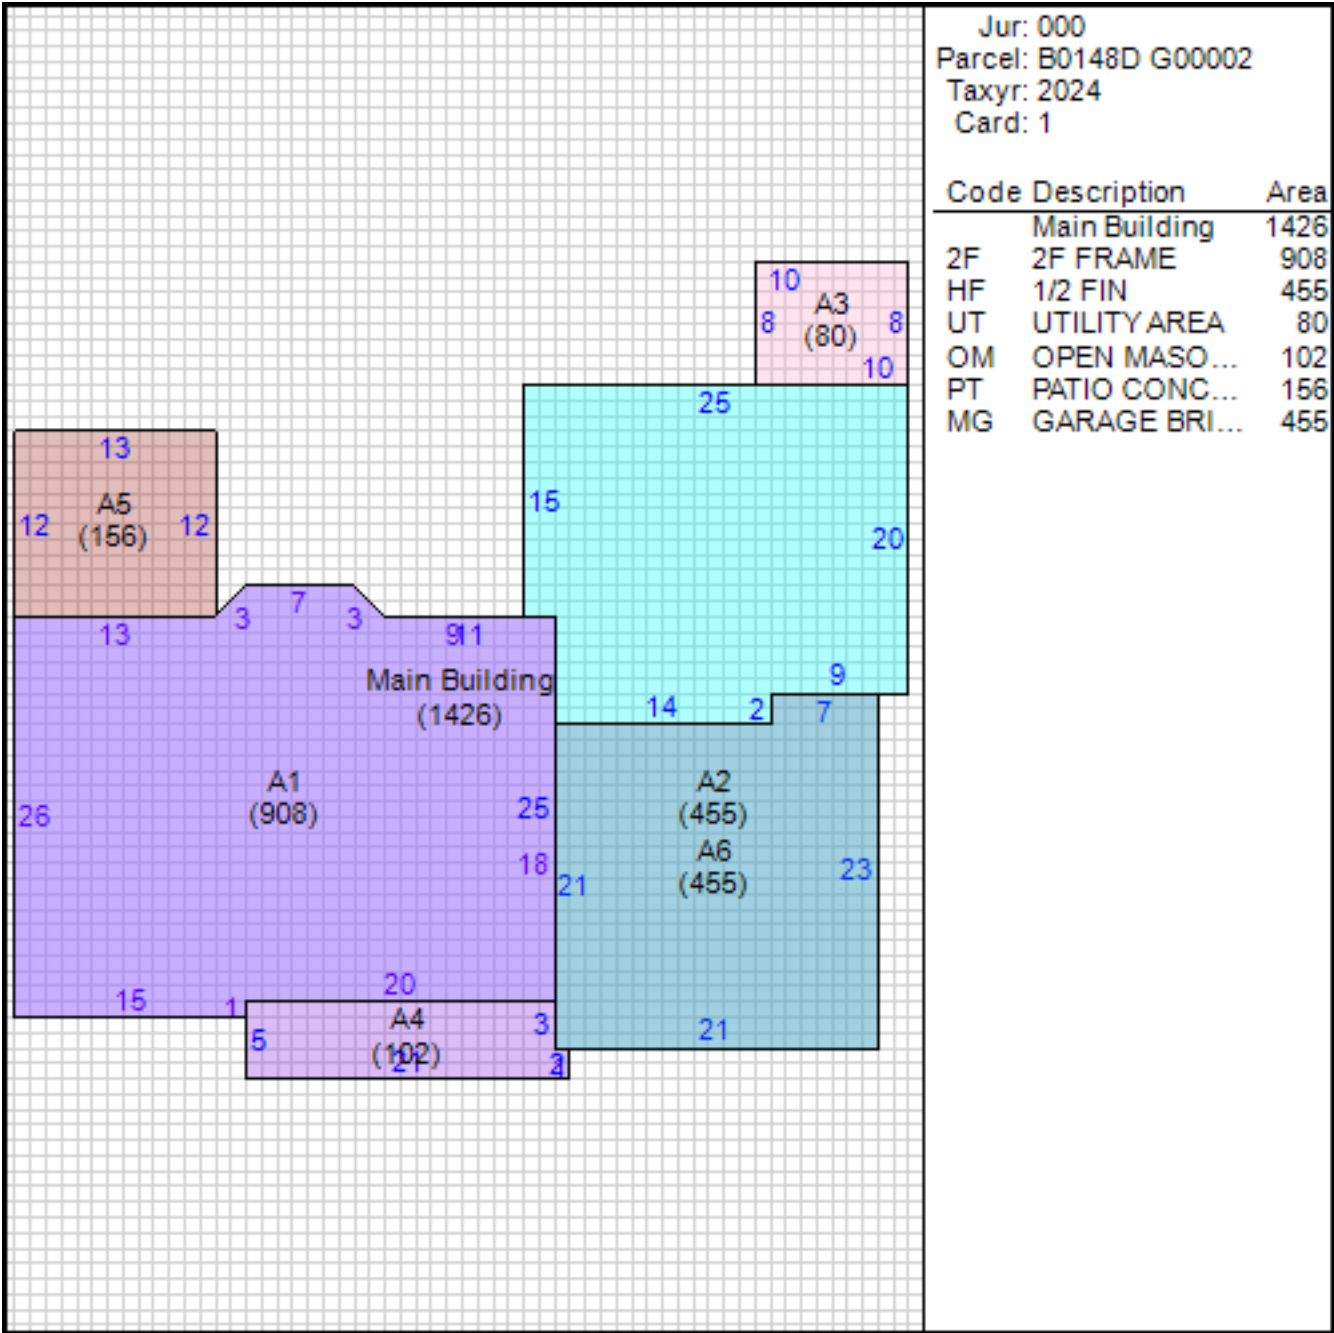 Jur: 000
Parcel: B0148D G00002
Taxyr: 2024
Card: 1
Code Description Area
Main Building 1426
2F 2F FRAME 908
HF 1/2 FIN 455
UT UTILITY AREA 80
OM OPEN MASO... 102
PT PATIO CONC... 156
MG GARAGE BRI... 455
10
A3
8 (80) 8
10
25
13
15
A5
12 (156) 12
20
7
3 3
13 11
Main Building
(1426)
9
14 2 7
A1
(908)
A2
(455)
26
25
A6
(455)
18
21
23
20
15 1
A4
(102)
5
3
21